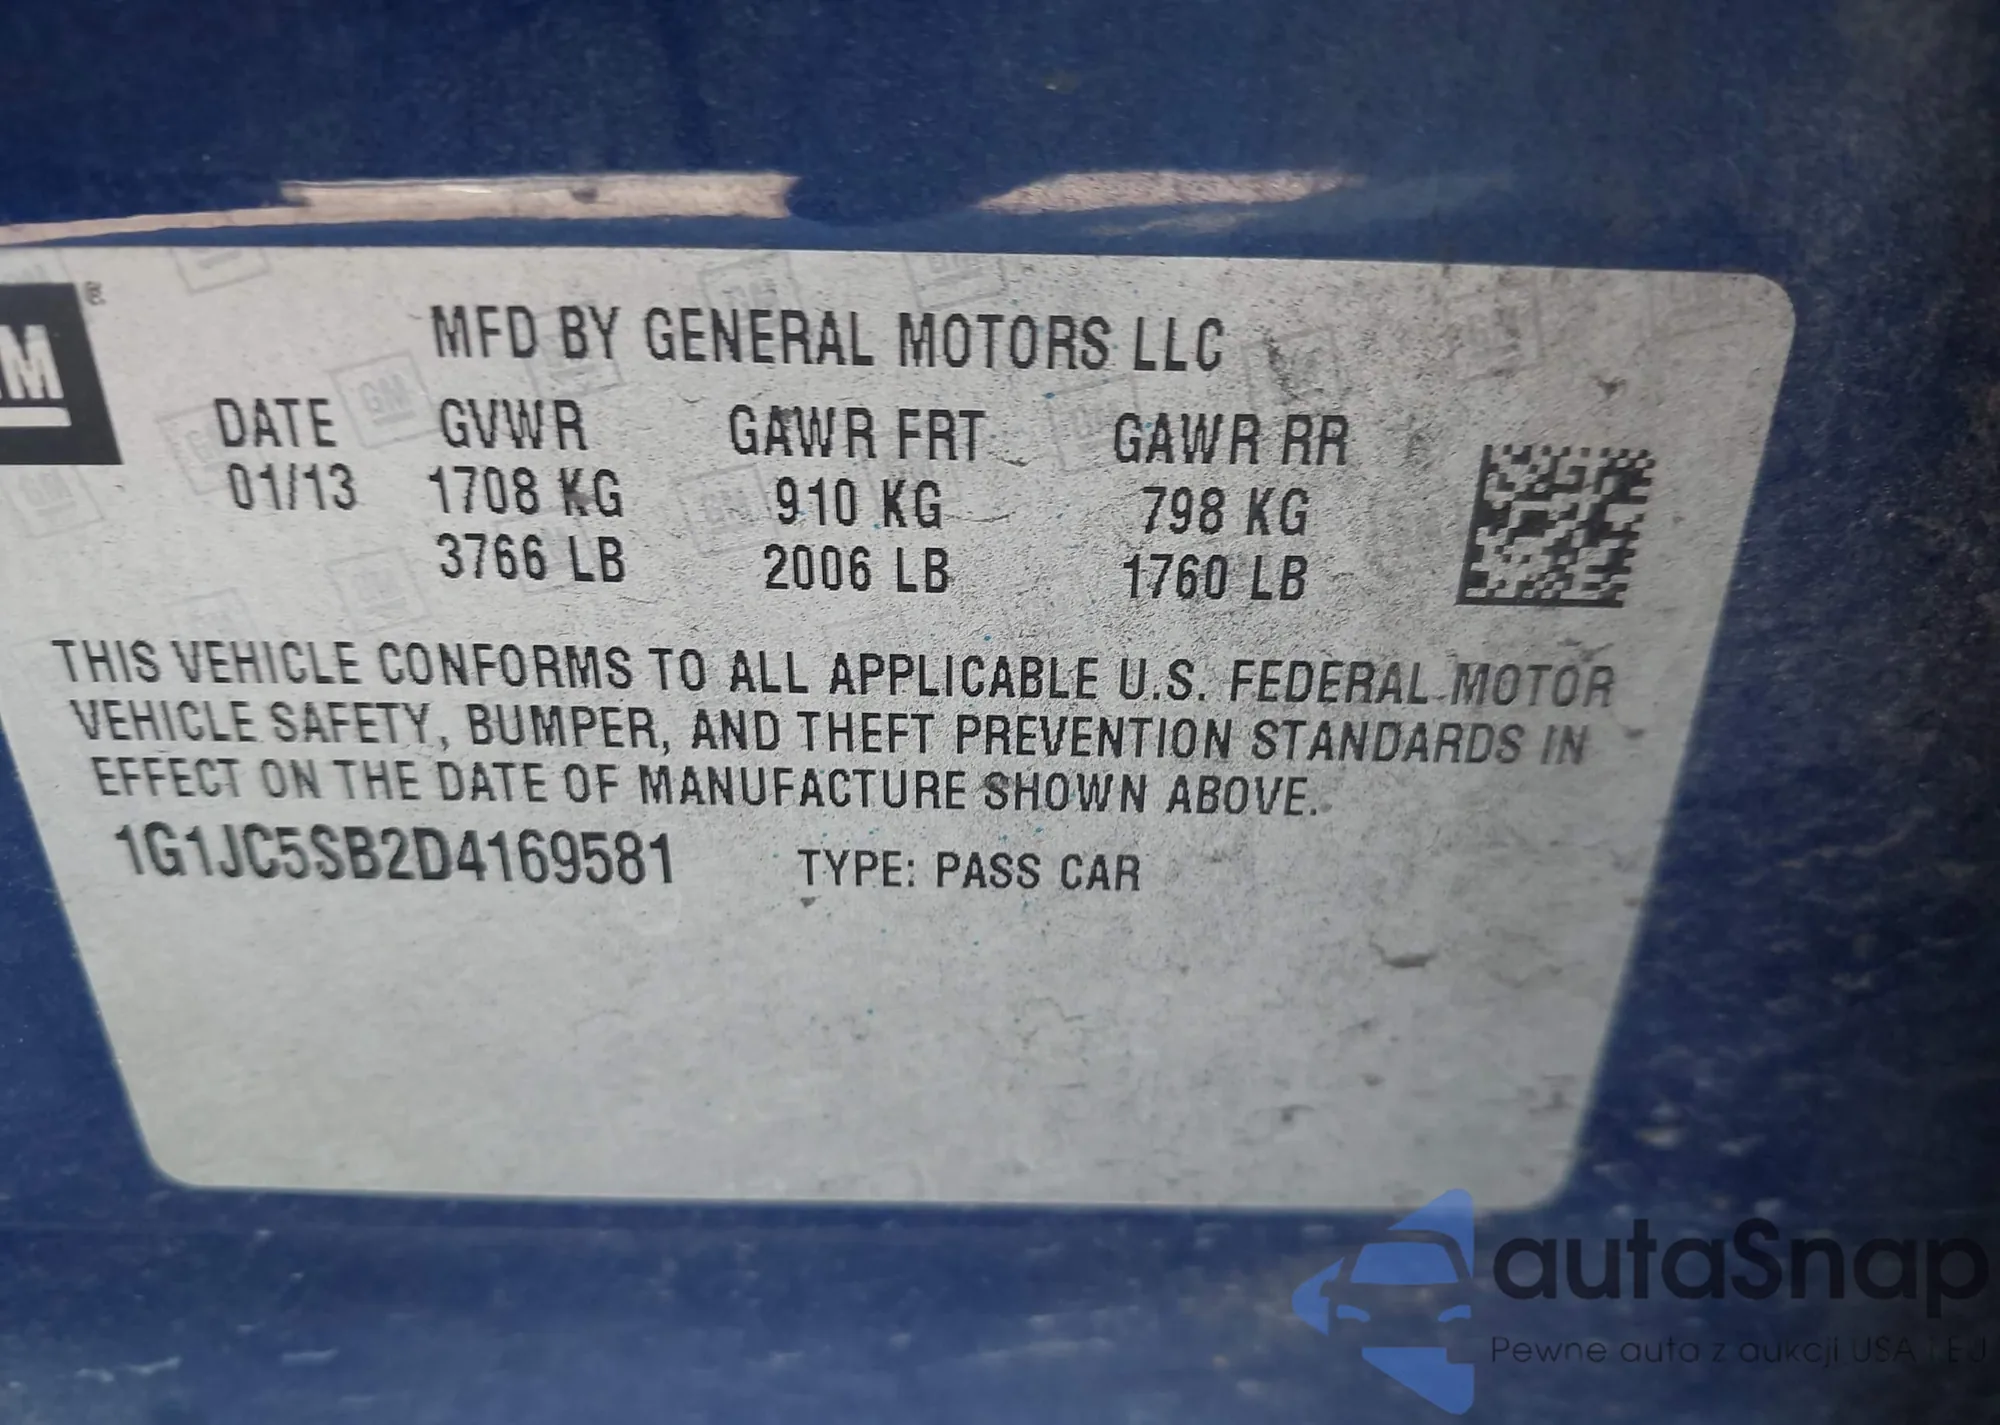 GM ®
MFD BY GENERAL MOTORS LLC
DATE GVWR GAWR FRT GAWR RR
01/13 1708 KG 910 KG 798 KG
3766 LB 2006 LB 1760 LB
THIS VEHICLE CONFORMS TO ALL APPLICABLE U.S. FEDERAL MOTOR
VEHICLE SAFETY, BUMPER, AND THEFT PREVENTION STANDARDS IN
EFFECT ON THE DATE OF MANUFACTURE SHOWN ABOVE.
1G1JC5SB2D4169581 TYPE: PASS CAR
autaSnap
Pewne auta z aukcji USA i EU